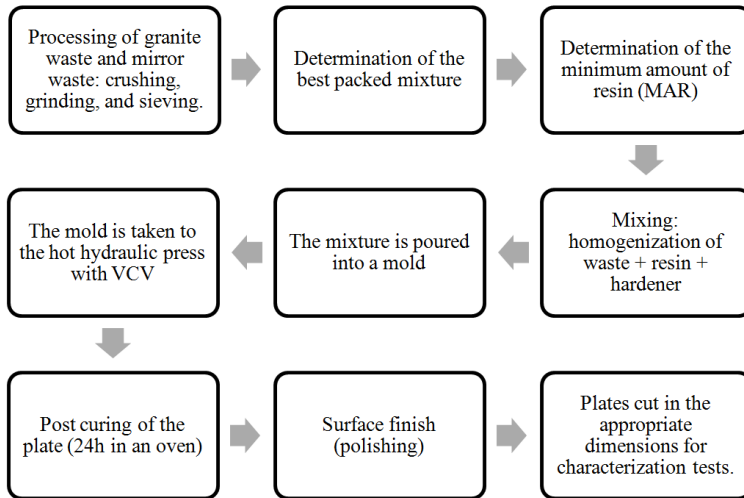 Processing of granite
waste and mirror
waste: crushing,
grinding, and sieving.
Determination of the
best packed mixture
Determination of the
minimum amount of
resin (MAR)
Mixing:
homogenization of
waste + resin +
hardener
The mixture is poured
into a mold
The mold is taken to
the hot hydraulic press
with VCV
Post curing of the
plate (24h in an oven)
Surface finish
(polishing)
Plates cut in the
appropriate
dimensions for
characterization tests.